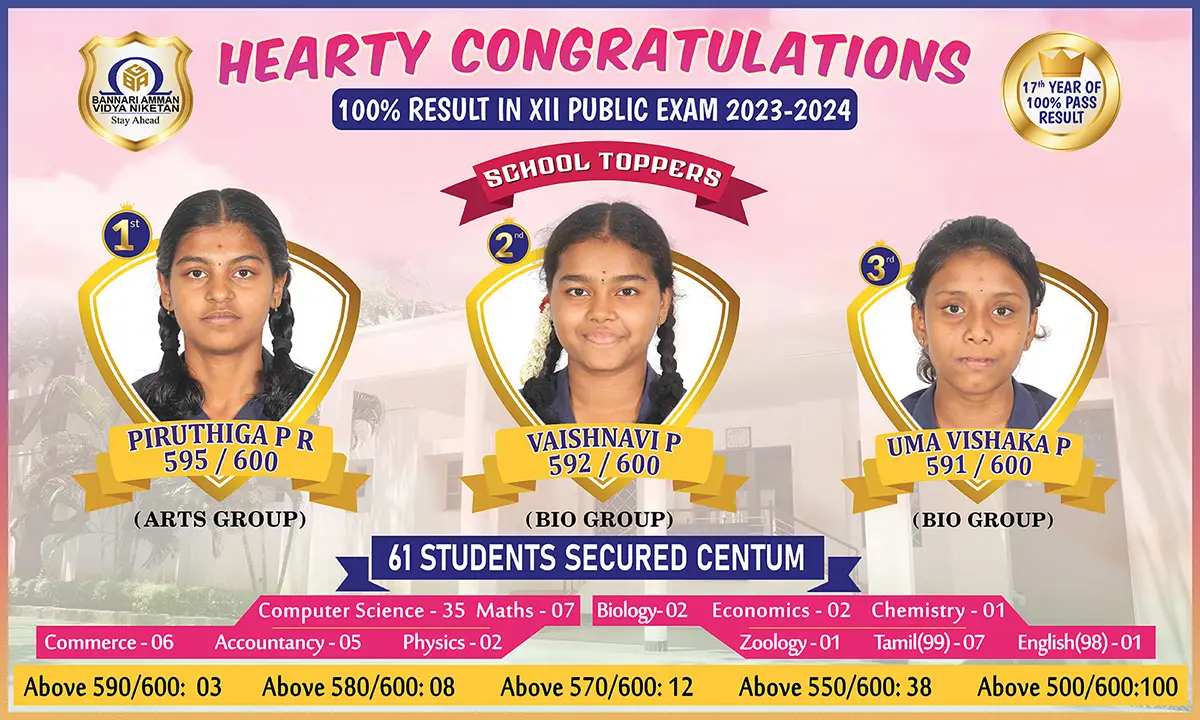 BANNARI AMMAN
VIDYA NIKETAN
Stay Ahead
HEARTY CONGRATULATIONS
100% RESULT IN XII PUBLIC EXAM 2023-2024
17th YEAR OF
100% PASS
RESULT
SCHOOL TOPPERS
1st
2nd
3rd
PIRUTHIGA P R
595 / 600
(ARTS GROUP)
VAISHNAVI P
592 / 600
(BIO GROUP)
UMA VISHAKA P
591 / 600
(BIO GROUP)
61 STUDENTS SECURED CENTUM
Computer Science - 35 Maths - 07 Biology- 02 Economics - 02 Chemistry - 01
Commerce - 06 Accountancy - 05 Physics - 02 Zoology - 01 Tamil(99) - 07 English(98) - 01
Above 590/600: 03 Above 580/600: 08 Above 570/600: 12 Above 550/600: 38 Above 500/600:100